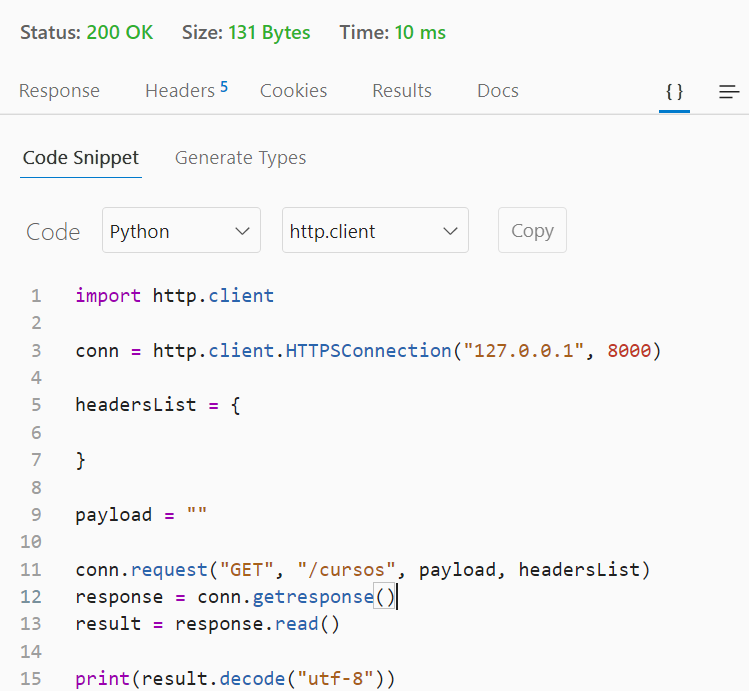 Status: 200 OK Size: 131 Bytes Time: 10 ms
Response Headers 5 Cookies Results Docs { }
Code Snippet Generate Types
Code Python http.client Copy
1 import http.client
2
3 conn = http.client.HTTPSConnection("127.0.0.1", 8000)
4
5 headersList = {
6
7 }
8
9 payload = ""
10
11 conn.request("GET", "/cursos", payload, headersList)
12 response = conn.getresponse()
13 result = response.read()
14
15 print(result.decode("utf-8"))